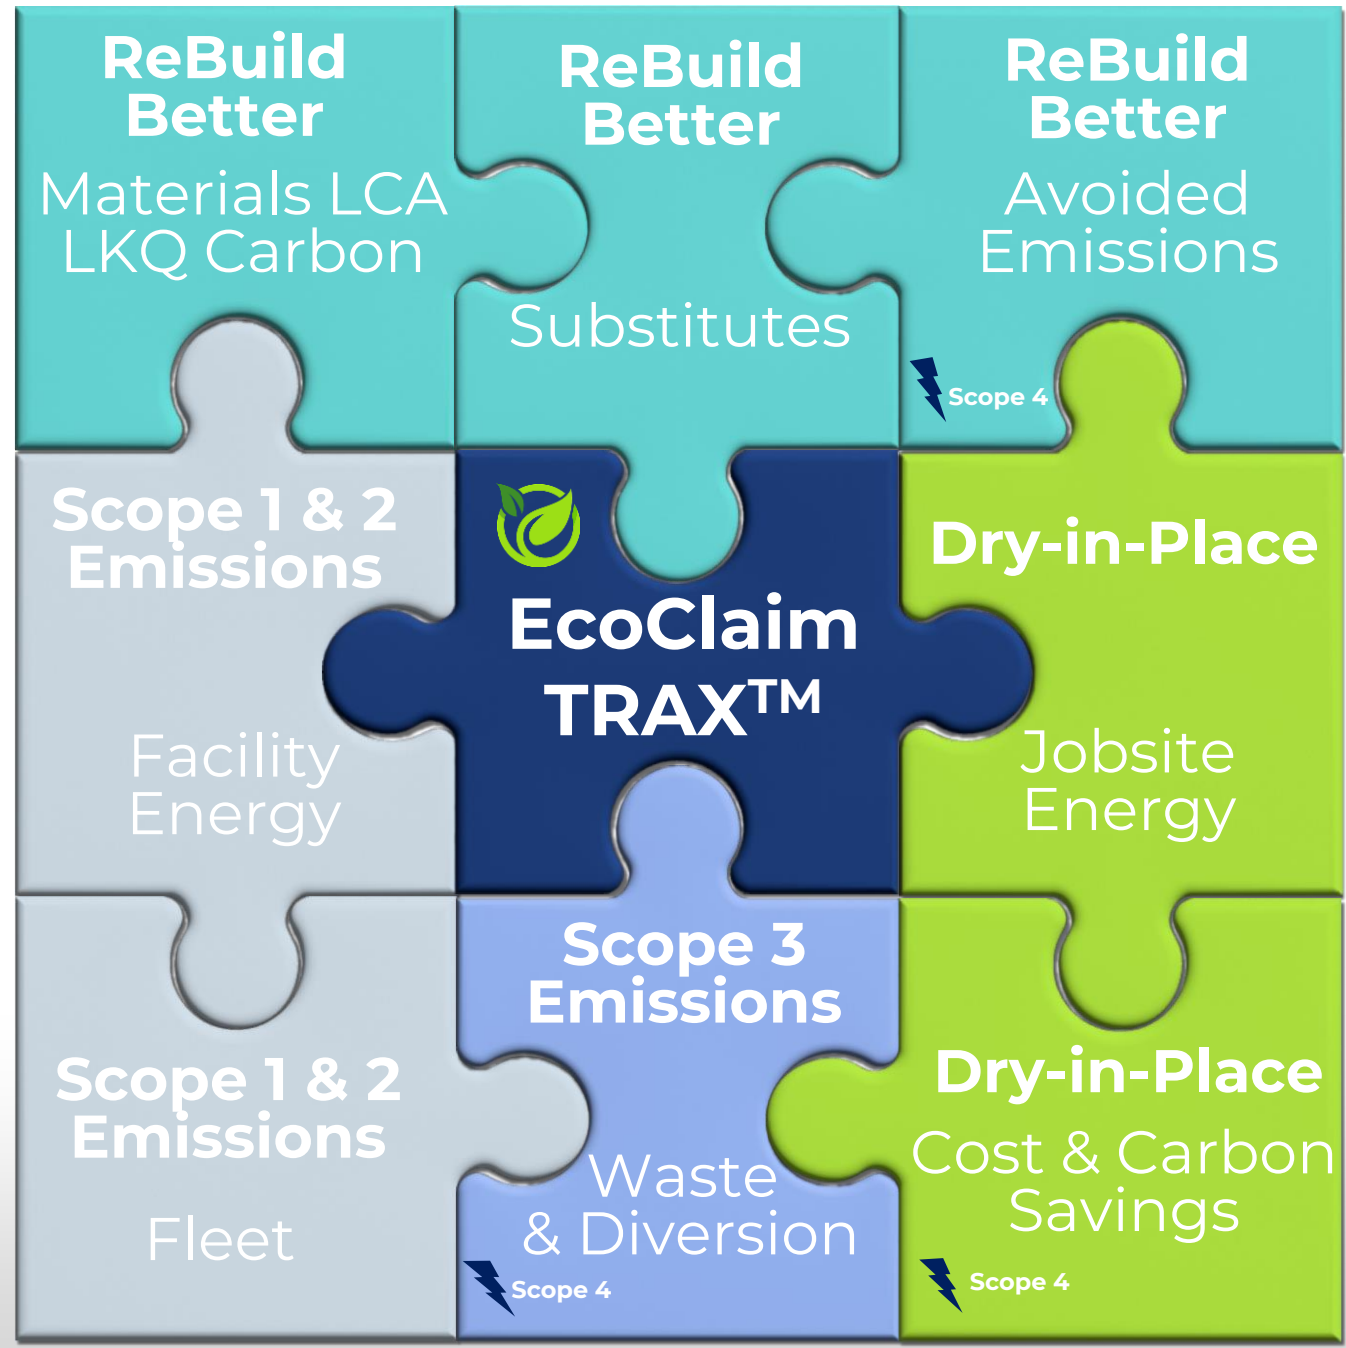 ReBuild
Better
Materials LCA
LKQ Carbon
ReBuild
Better
Substitutes
ReBuild
Better
Avoided
Emissions
Scope 4
Scope 1 & 2
Emissions
Facility
Energy
EcoClaim
TRAX™
Dry-in-Place
Jobsite
Energy
Scope 1 & 2
Emissions
Fleet
Scope 3
Emissions
Waste
& Diversion
Scope 4
Dry-in-Place
Cost & Carbon
Savings
Scope 4